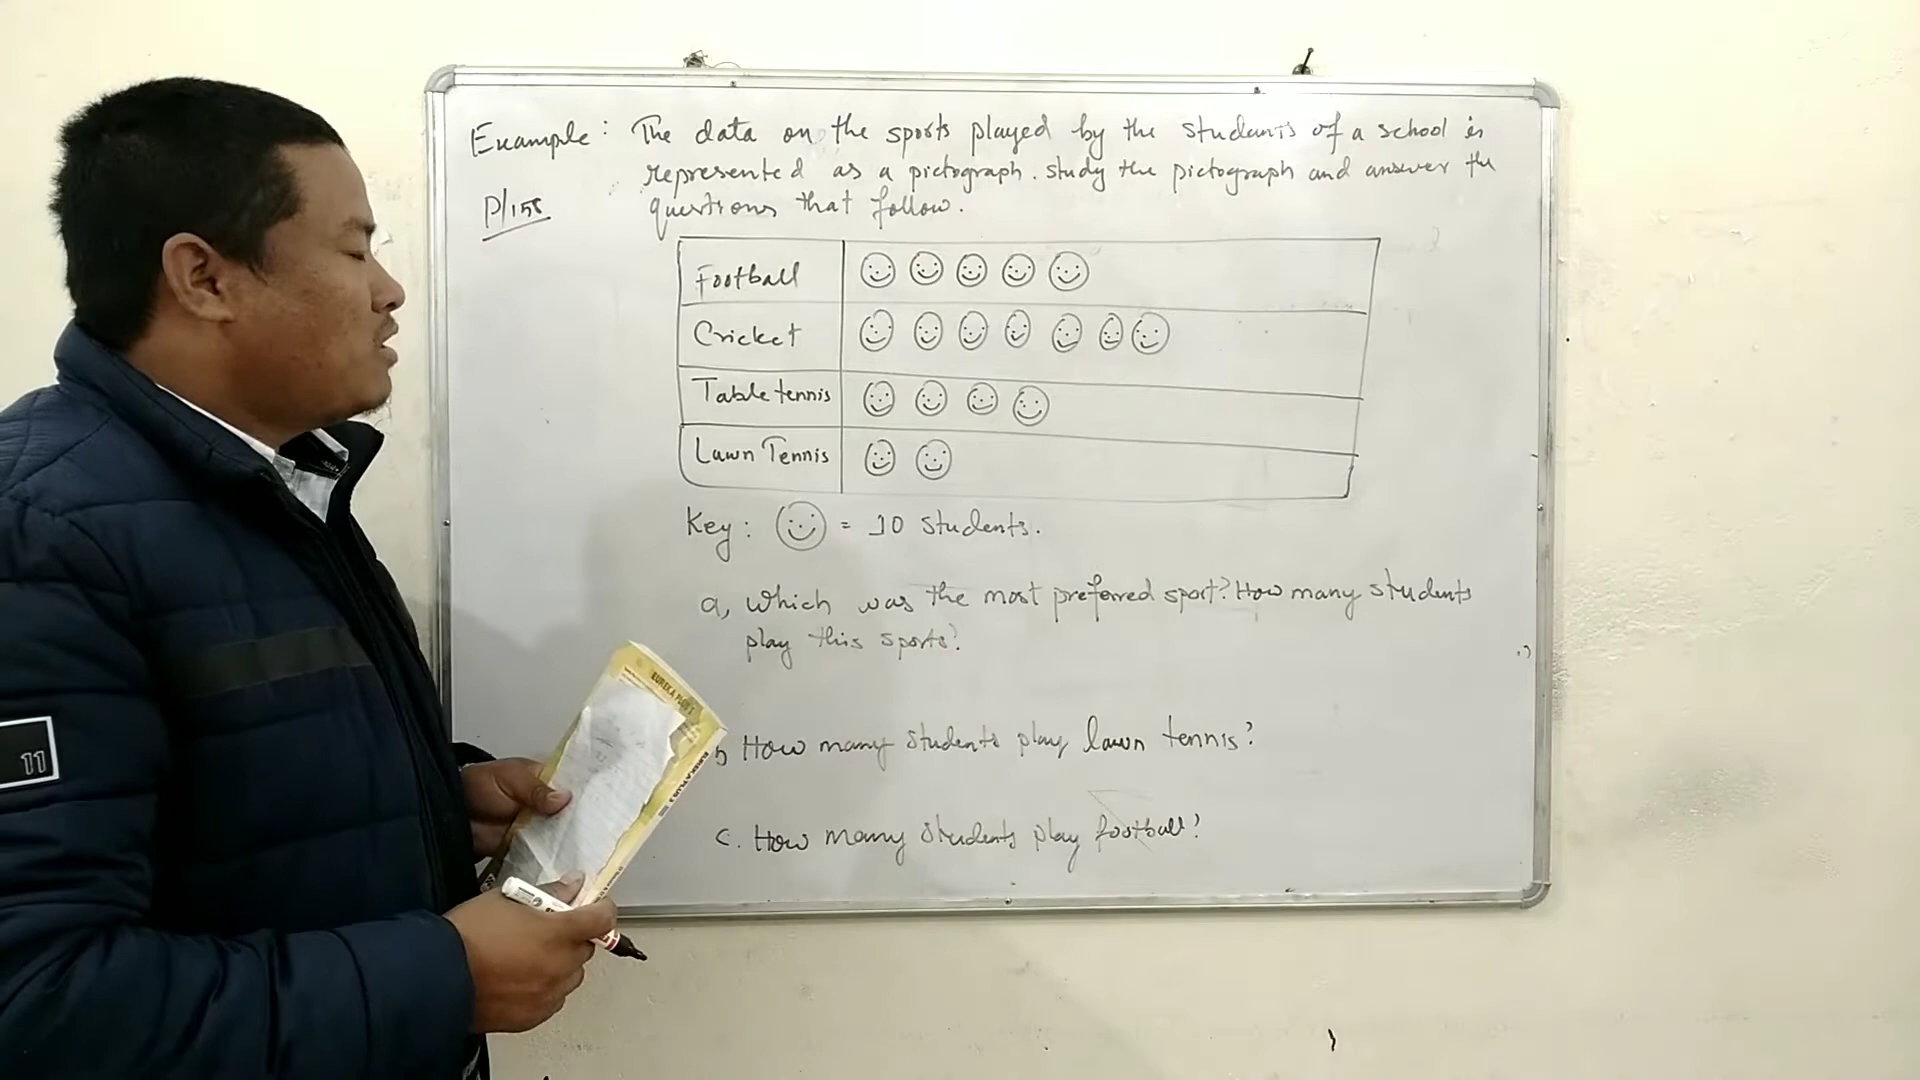 Example: The data on the sports played by the students of a school is
represented as a pictograph. study the pictograph and answer the
P/158 questions that follow.
Football
Cricket
Table tennis
Lawn Tennis
Key: = 10 students.
a, which was the most preferred sport? How many students
play this sports?
b How many students play lawn tennis?
c. How many students play football?
EUREKA PLUS 2
11